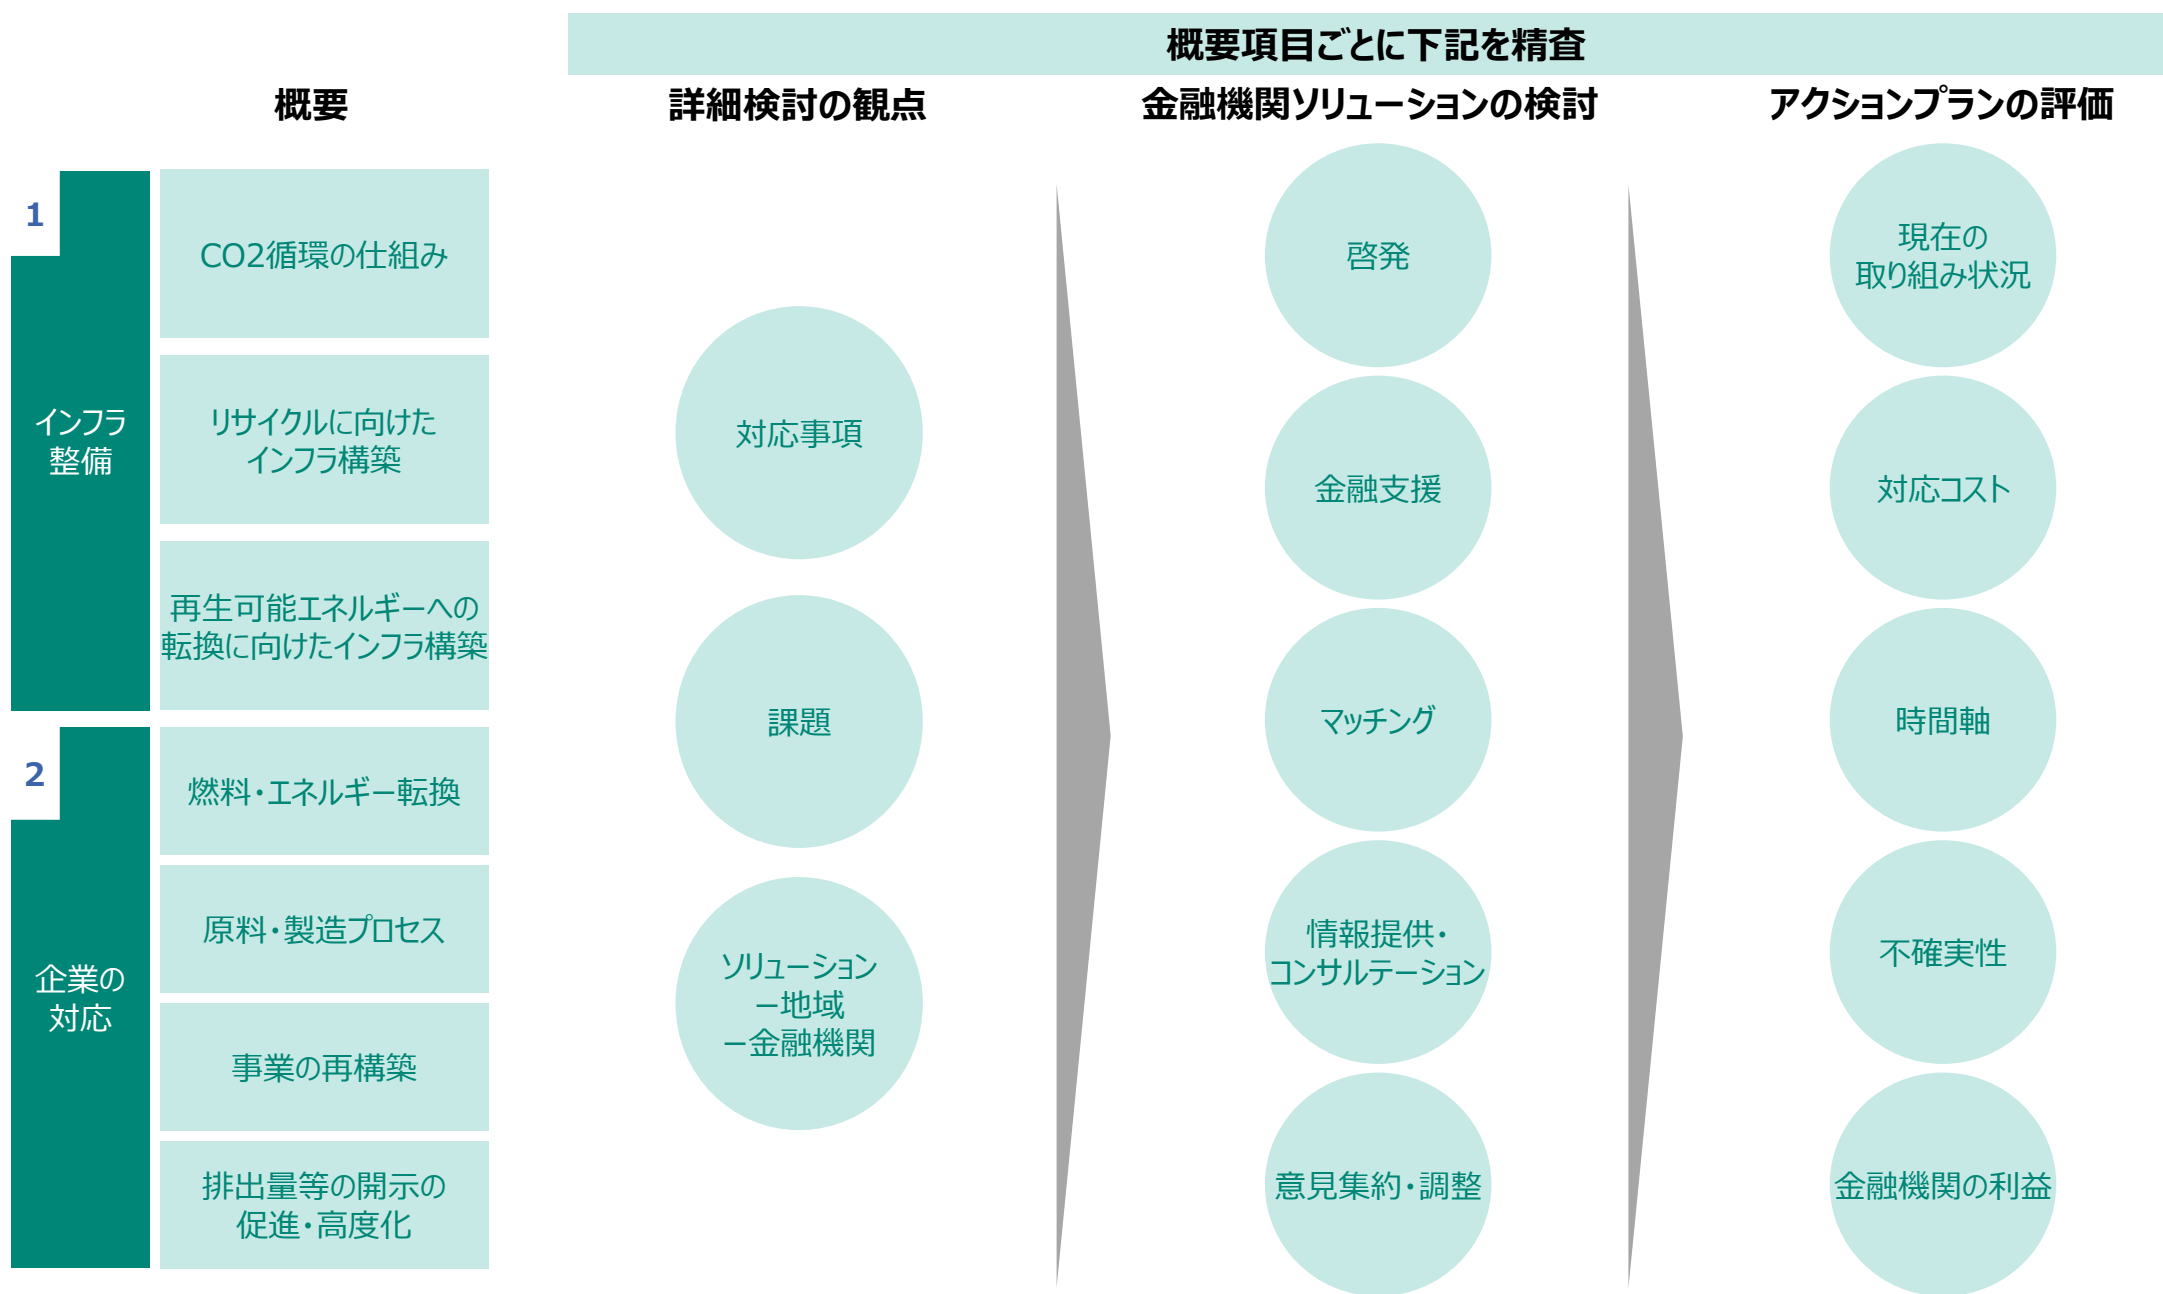 概要項目ごとに下記を精査
概要
詳細検討の観点
金融機関ソリューションの検討
アクションプランの評価
1
インフラ
整備
CO2循環の仕組み
リサイクルに向けた
インフラ構築
再生可能エネルギーへの
転換に向けたインフラ構築
2
企業の
対応
燃料・エネルギー転換
原料・製造プロセス
事業の再構築
排出量等の開示の
促進・高度化
対応事項
課題
ソリューション
ー地域
ー金融機関
啓発
金融支援
マッチング
情報提供・
コンサルテーション
意見集約・調整
現在の
取り組み状況
対応コスト
時間軸
不確実性
金融機関の利益